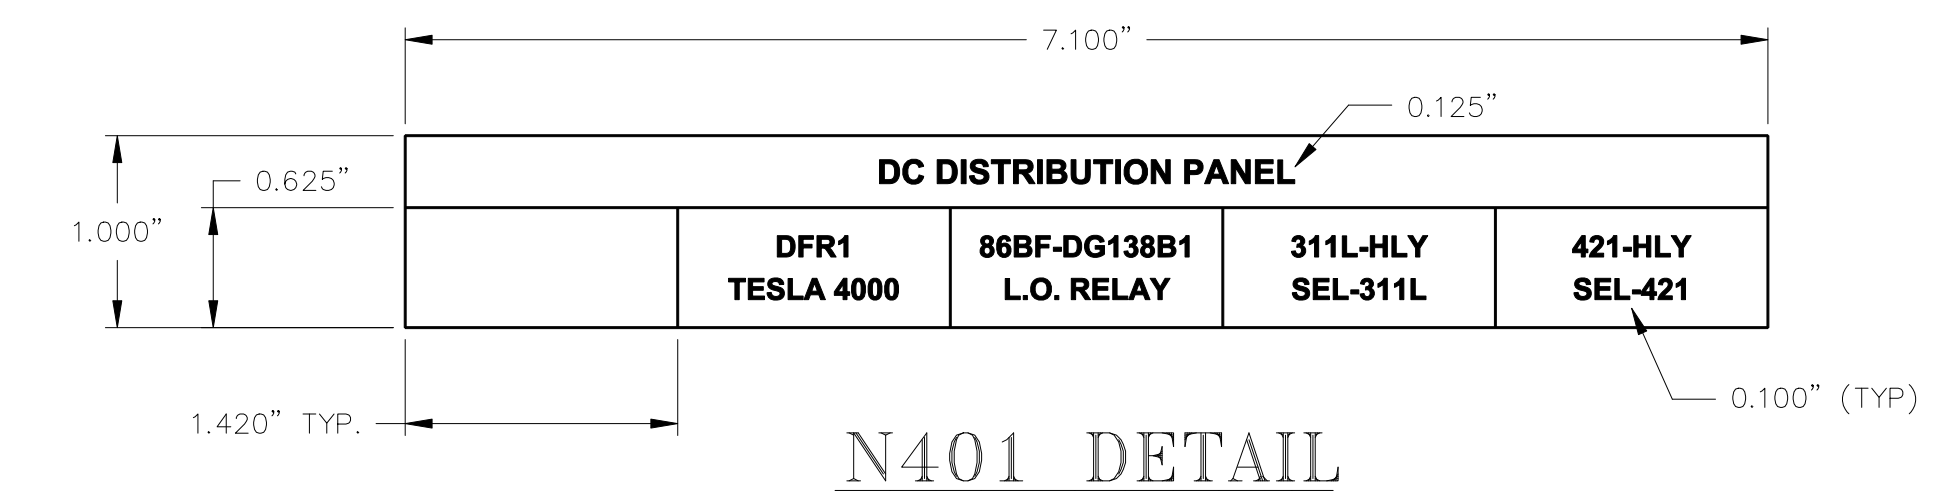 7.100”
0.125”
DC DISTRIBUTION PANEL
0.625”
1.000”
DFR1
TESLA 4000
86BF-DG138B1
L.O. RELAY
311L-HLY
SEL-311L
421-HLY
SEL-421
0.100” (TYP)
1.420” TYP.
N401 DETAIL